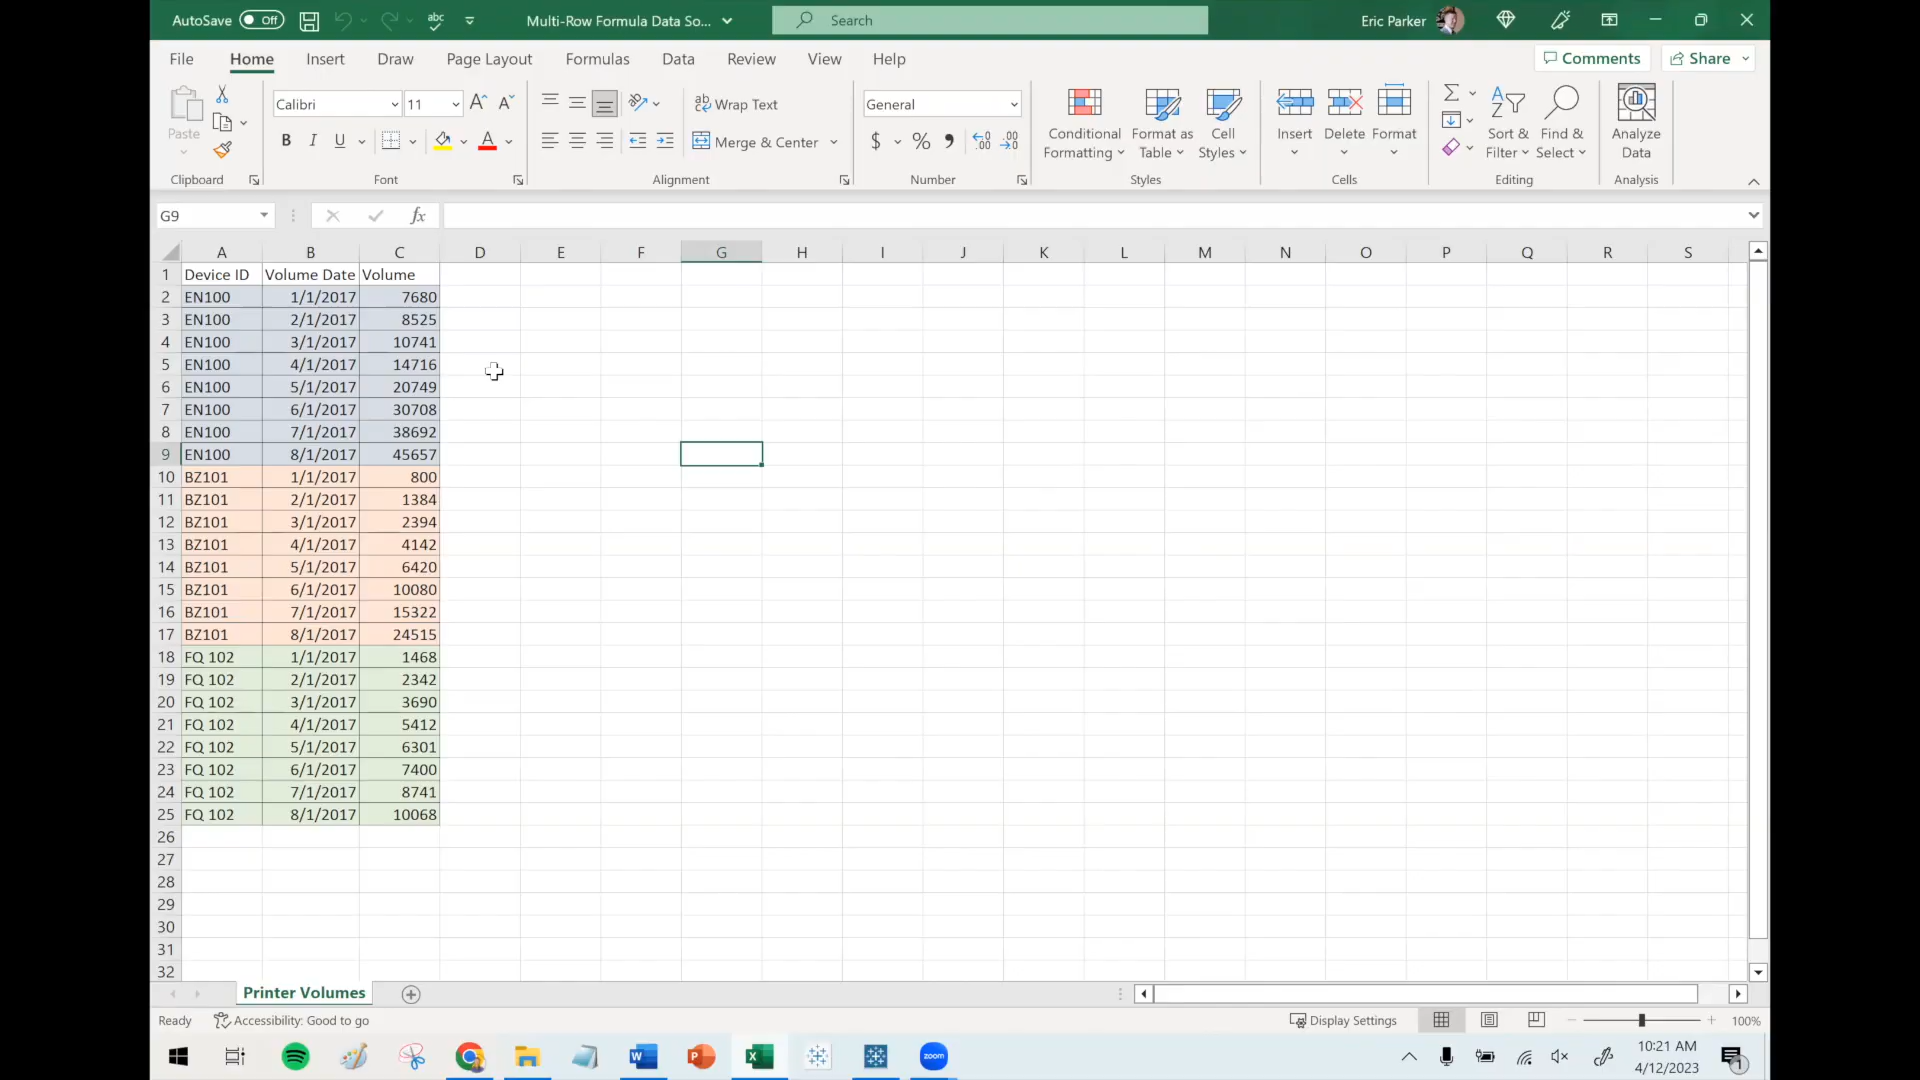 AutoSave Off abc Multi-Row Formula Data So... Search Eric Parker
File Home Insert Draw Page Layout Formulas Data Review View Help Comments Share
Paste Calibri 11 A A ab Wrap Text General Conditional Formatting Format as Table Cell Styles Insert Delete Format Sort & Filter Find & Select Analyze Data
B I U A Merge & Center $ % 9 .00 .00
Clipboard Font Alignment Number Styles Cells Editing Analysis
G9 fx
A B C D E F G H I J K L M N O P Q R S
1 Device ID Volume Date Volume
2 EN100 1/1/2017 7680
3 EN100 2/1/2017 8525
4 EN100 3/1/2017 10741
5 EN100 4/1/2017 14716
6 EN100 5/1/2017 20749
7 EN100 6/1/2017 30708
8 EN100 7/1/2017 38692
9 EN100 8/1/2017 45657
10 BZ101 1/1/2017 800
11 BZ101 2/1/2017 1384
12 BZ101 3/1/2017 2394
13 BZ101 4/1/2017 4142
14 BZ101 5/1/2017 6420
15 BZ101 6/1/2017 10080
16 BZ101 7/1/2017 15322
17 BZ101 8/1/2017 24515
18 FQ 102 1/1/2017 1468
19 FQ 102 2/1/2017 2342
20 FQ 102 3/1/2017 3690
21 FQ 102 4/1/2017 5412
22 FQ 102 5/1/2017 6301
23 FQ 102 6/1/2017 7400
24 FQ 102 7/1/2017 8741
25 FQ 102 8/1/2017 10068
26
27
28
29
30
31
32
Printer Volumes
Ready Accessibility: Good to go Display Settings 100%
W P X zoom 10:21 AM
4/12/2023 1